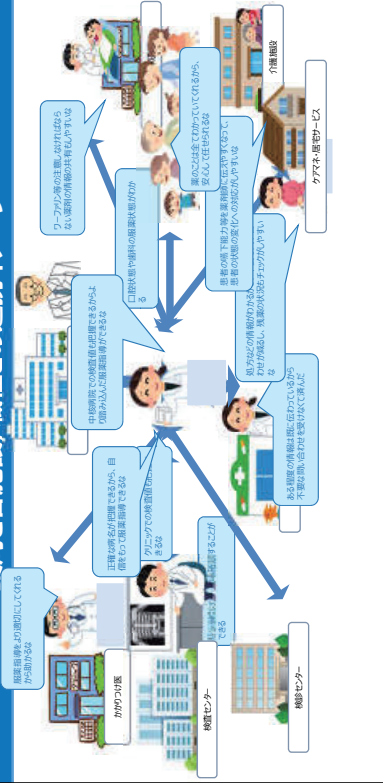 服薬指導をより適切にしてくれる
から助かるな
かかりつけ医
中核病院での検査値も把握できるからよ
り踏み込んだ服薬指導ができるな
ワーファリン等の注意しなければなら
ない薬剤の情報の共有もしやすいな
口腔状態や歯科の服薬状態がわか
る
薬のことは全てわかっていてくれるから、
安心して任せられるな
正確な病名が把握できるから、自
信をもって服薬指導できるな
クリニックでの検査値も
きるな
患者の嚥下能力等を薬剤師に伝えやすくなって、
患者の状態の変化への対応がしやすいな
介護施設
ケアマネ・居宅サービス
処方などの情報がわかるか
わせが減るし、残薬の状況もチェックがしやすい
な
ある程度の情報は既に伝わっているから
不要な問い合わせを受けなくて済んだ
することが
できる
検査センター
検診センター